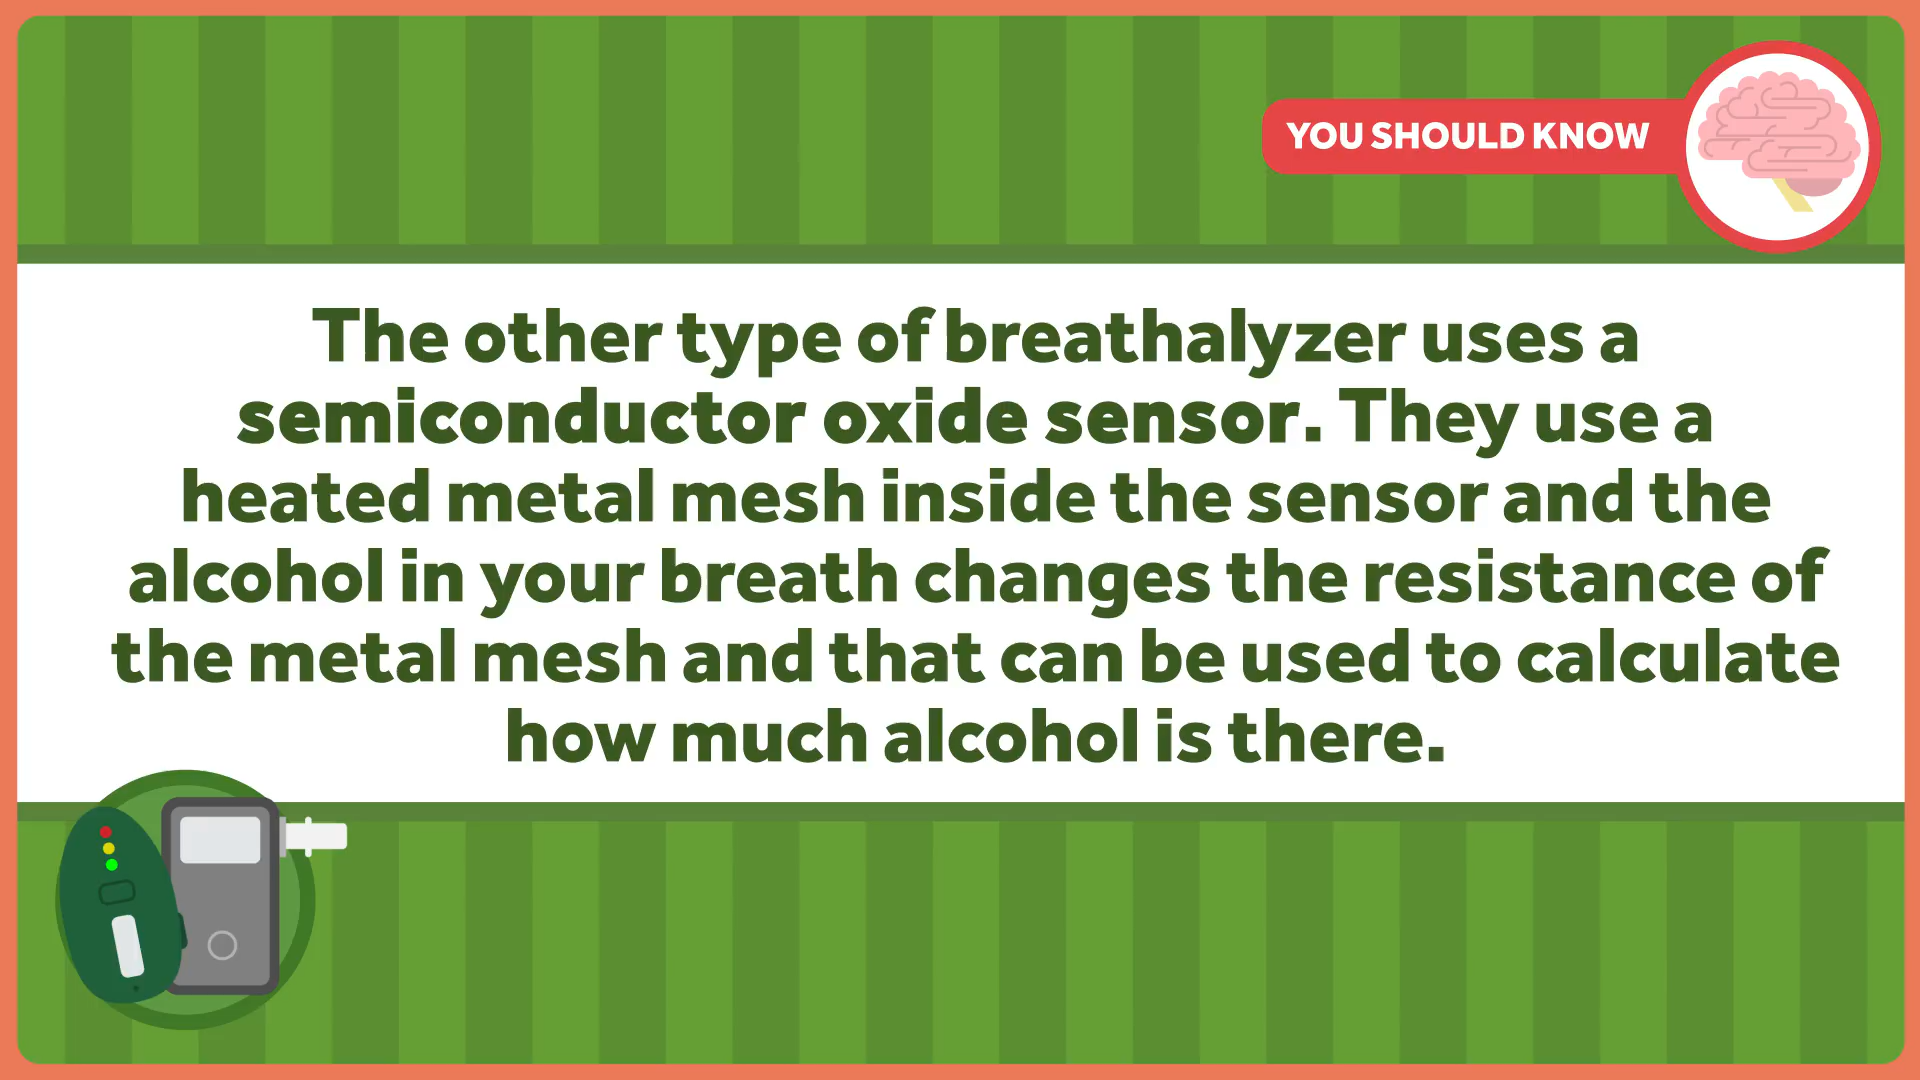 YOU SHOULD KNOW
The other type of breathalyzer uses a
semiconductor oxide sensor. They use a
heated metal mesh inside the sensor and the
alcohol in your breath changes the resistance of
the metal mesh and that can be used to calculate
how much alcohol is there.